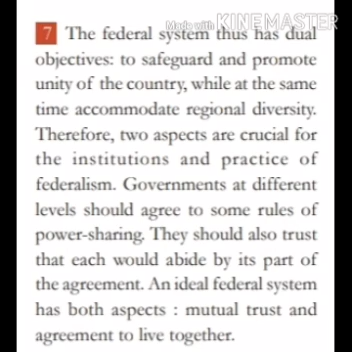 Made with KINEMASTER
7 The federal system thus has dual
objectives: to safeguard and promote
unity of the country, while at the same
time accommodate regional diversity.
Therefore, two aspects are crucial for
the institutions and practice of
federalism. Governments at different
levels should agree to some rules of
power-sharing. They should also trust
that each would abide by its part of
the agreement. An ideal federal system
has both aspects : mutual trust and
agreement to live together.